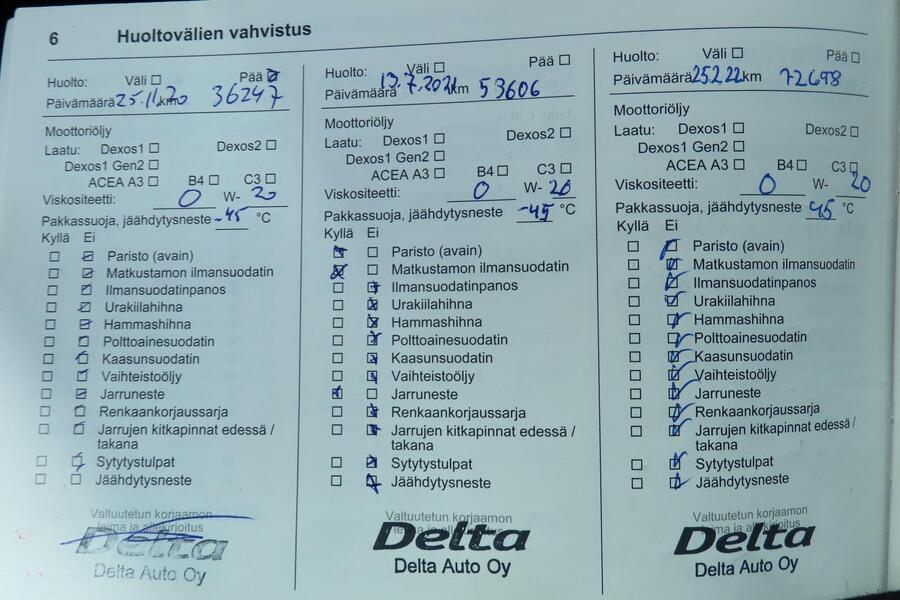 6 Huoltovälien vahvistus
Huolto: Väli Pää
Päivämäärä 25.11.20 km 36247
Moottoriöljy
Laatu: Dexos1 Dexos2
Dexos1 Gen2
ACEA A3 B4 C3
Viskositeetti: 0 W- 20
Pakkassuoja, jäähdytysneste -45 °C
Kyllä Ei
Paristo (avain)
Matkustamon ilmansuodatin
Ilmansuodatinpanos
Urakiilahihna
Hammashihna
Polttoainesuodatin
Kaasunsuodatin
Vaihteistoöljy
Jarruneste
Renkaankorjaussarja
Jarrujen kitkapinnat edessä /
takana
Sytytystulpat
Jäähdytysneste
Valtuutetun korjaamon
leima ja allekirjoitus
Delta
Delta Auto Oy
Huolto: Väli Pää
Päivämäärä 13.7.2021 km 53606
Moottoriöljy
Laatu: Dexos1 Dexos2
Dexos1 Gen2
ACEA A3 B4 C3
Viskositeetti: 0 W- 20
Pakkassuoja, jäähdytysneste -45 °C
Kyllä Ei
Paristo (avain)
Matkustamon ilmansuodatin
Ilmansuodatinpanos
Urakiilahihna
Hammashihna
Polttoainesuodatin
Kaasunsuodatin
Vaihteistoöljy
Jarruneste
Renkaankorjaussarja
Jarrujen kitkapinnat edessä /
takana
Sytytystulpat
Jäähdytysneste
Valtuutetun korjaamon
leima ja allekirjoitus
Delta
Delta Auto Oy
Huolto: Väli Pää
Päivämäärä 25222 km 72698
Moottoriöljy
Laatu: Dexos1 Dexos2
Dexos1 Gen2
ACEA A3 B4 C3
Viskositeetti: 0 W- 20
Pakkassuoja, jäähdytysneste 45 °C
Kyllä Ei
Paristo (avain)
Matkustamon ilmansuodatin
Ilmansuodatinpanos
Urakiilahihna
Hammashihna
Polttoainesuodatin
Kaasunsuodatin
Vaihteistoöljy
Jarruneste
Renkaankorjaussarja
Jarrujen kitkapinnat edessä /
takana
Sytytystulpat
Jäähdytysneste
Valtuutetun korjaamon
leima ja allekirjoitus
Delta
Delta Auto Oy